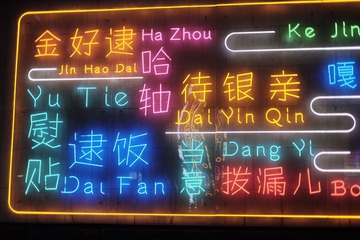 金好逮
Jin Hao Dai
Ha Zhou
哈轴
Ke Jin
嘎
Yu Tie
熨贴
待银亲
Dai Yin Qin
逮饭
Dai Fan
当意
Dang Yi
拨漏儿
Bo